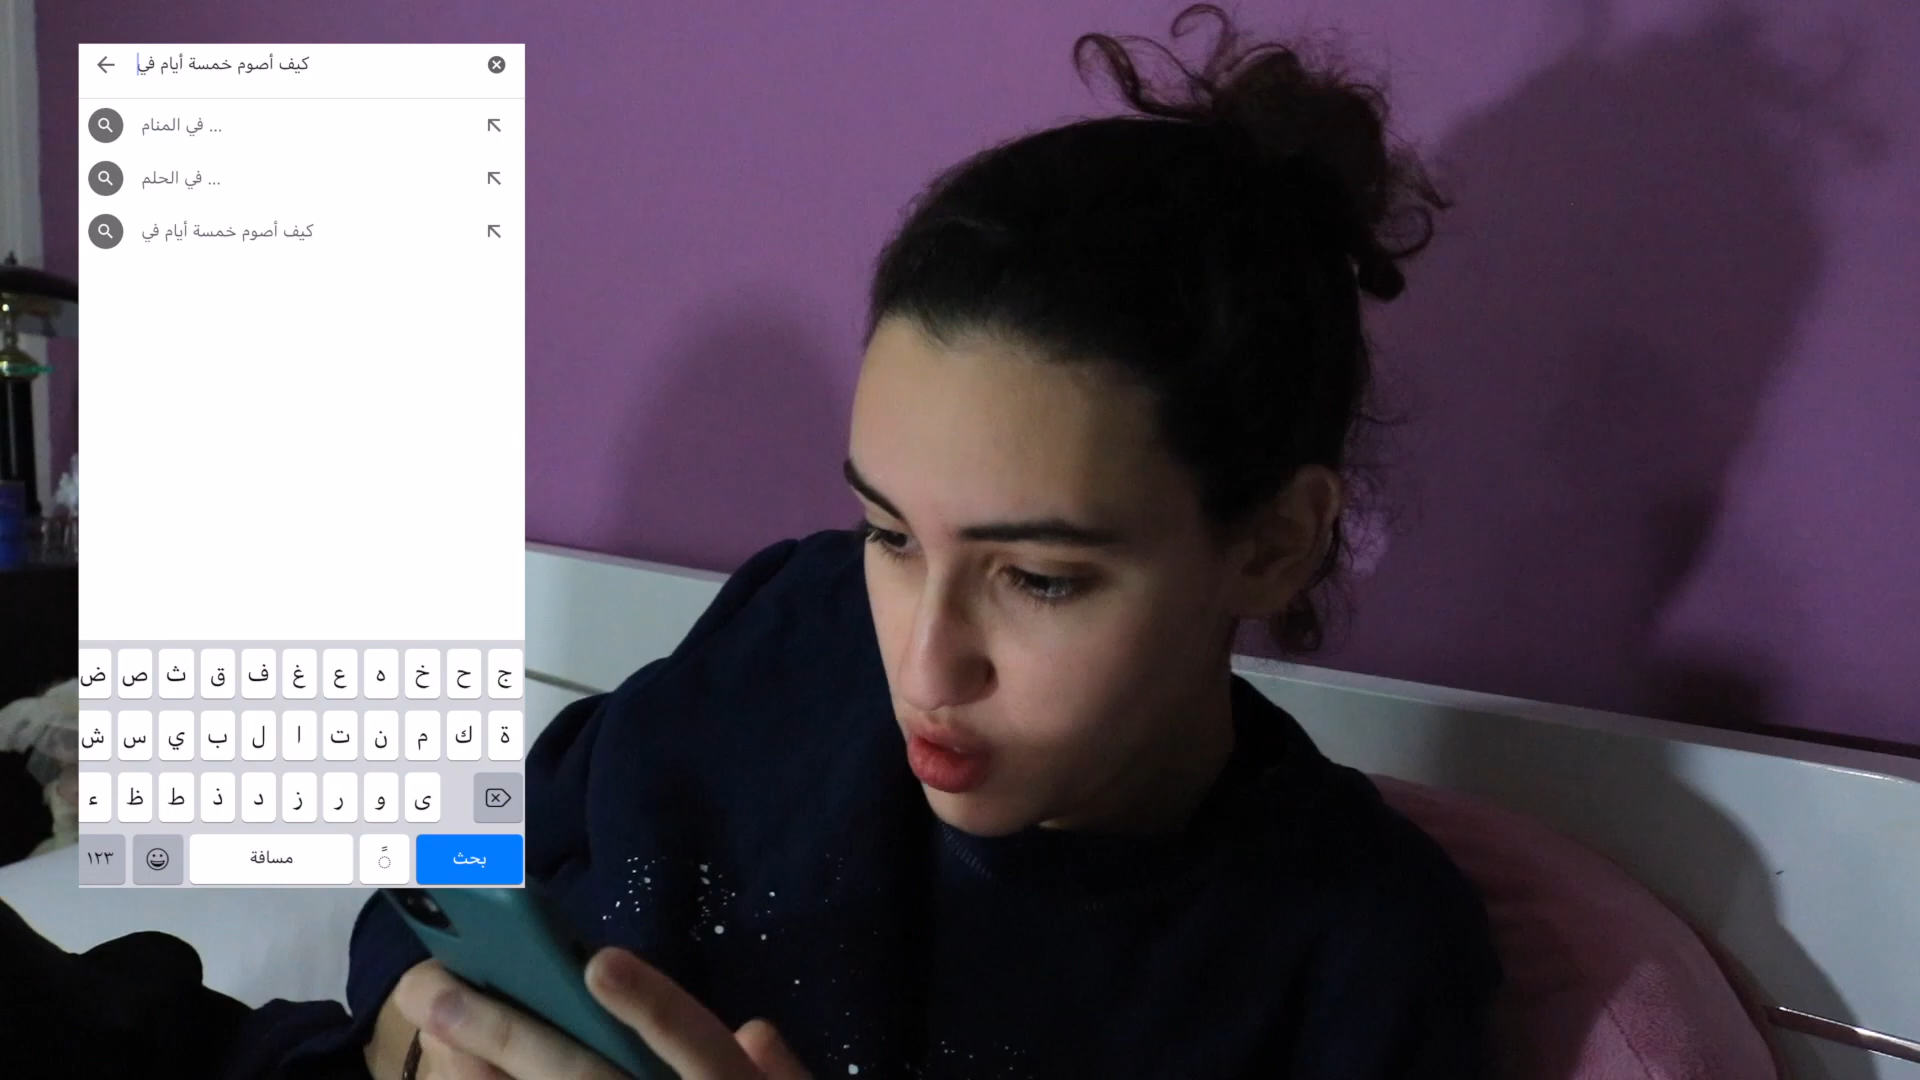 كيف أصوم خمسة أيام في
... في المنام
... في الحلم
كيف أصوم خمسة أيام في
ض ص ث ق ف غ ع ه خ ح ج
ش س ي ب ل ا ت ن م ك ة
ء ظ ط ذ د ز ر و ى
١٢٣ مسافة بحث